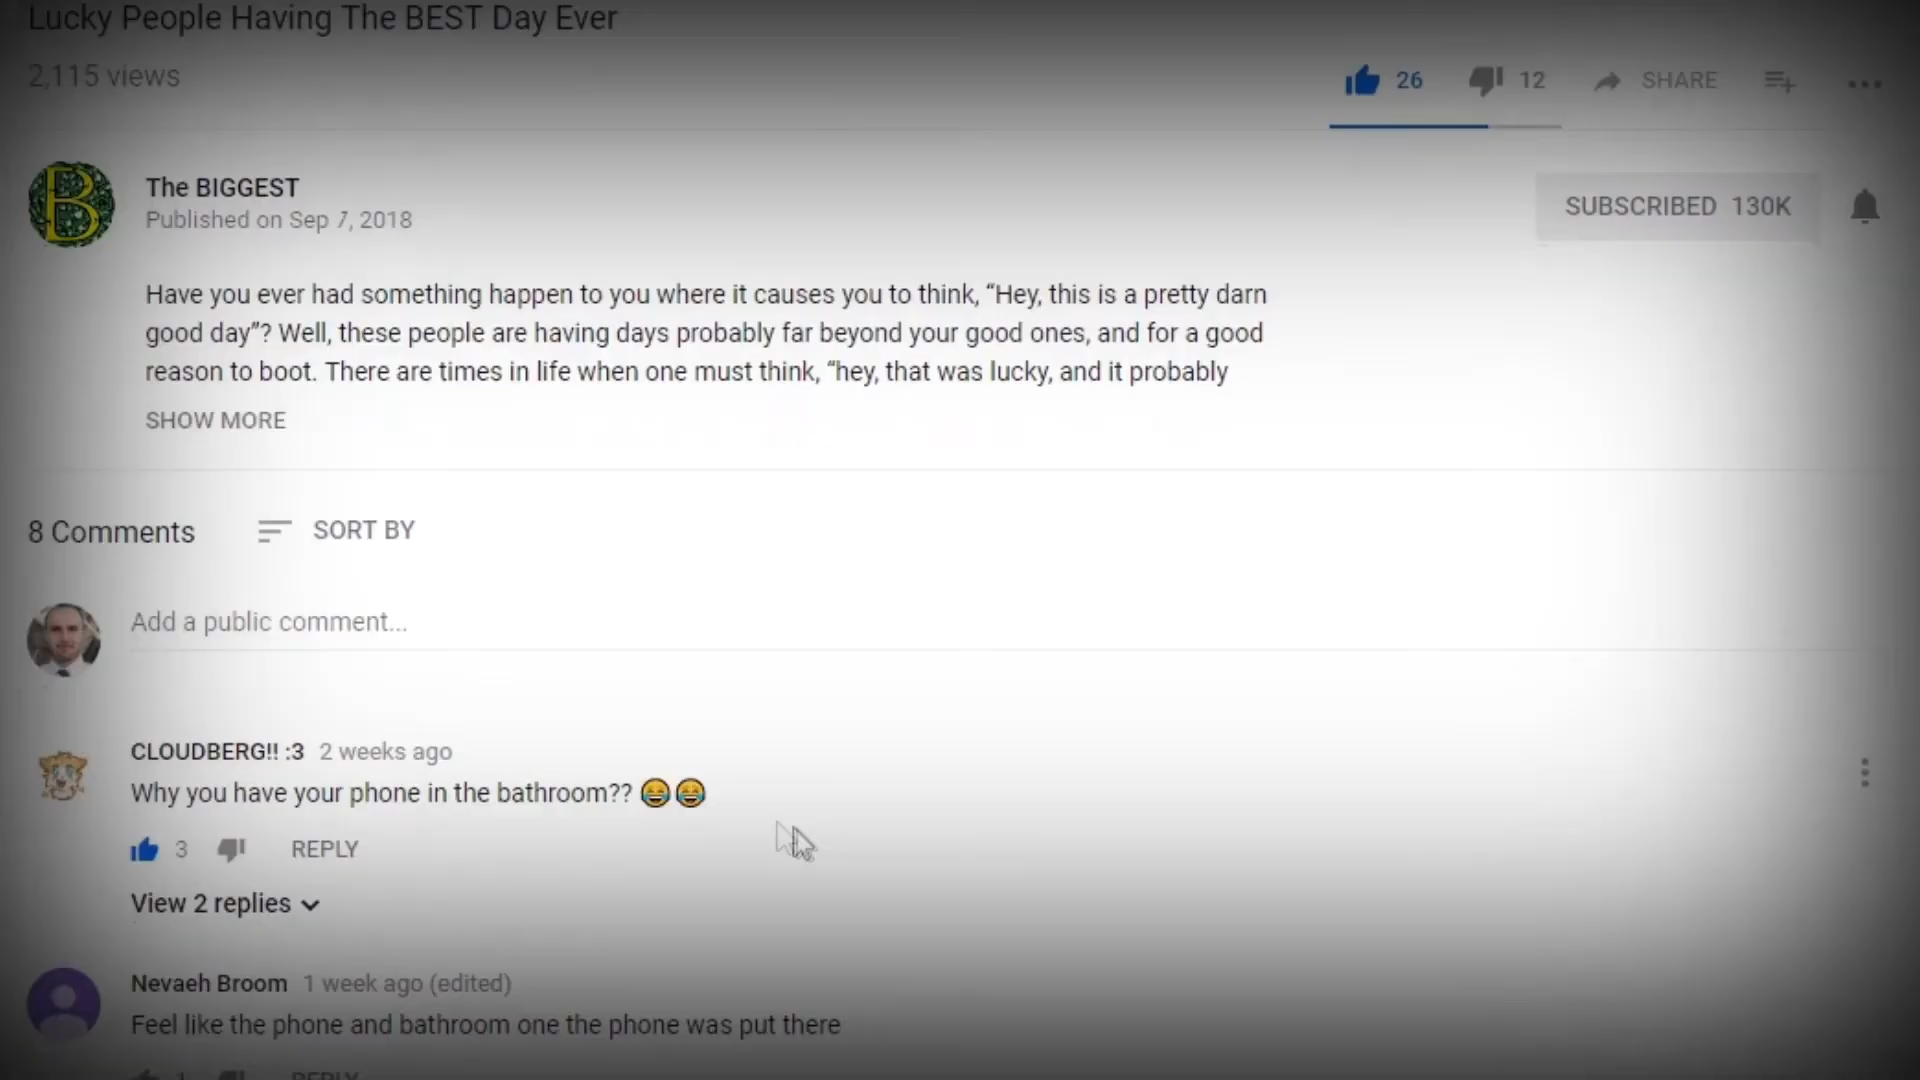 Lucky People Having The BEST Day Ever
2,115 views
26 12 SHARE
B
The BIGGEST
Published on Sep 7, 2018
SUBSCRIBED 130K
Have you ever had something happen to you where it causes you to think, “Hey, this is a pretty darn
good day”? Well, these people are having days probably far beyond your good ones, and for a good
reason to boot. There are times in life when one must think, “hey, that was lucky, and it probably
SHOW MORE
8 Comments SORT BY
Add a public comment...
CLOUDBERG!! :3 2 weeks ago
Why you have your phone in the bathroom?? 😂😂
3 REPLY
View 2 replies
Nevaeh Broom 1 week ago (edited)
Feel like the phone and bathroom one the phone was put there
1 REPLY